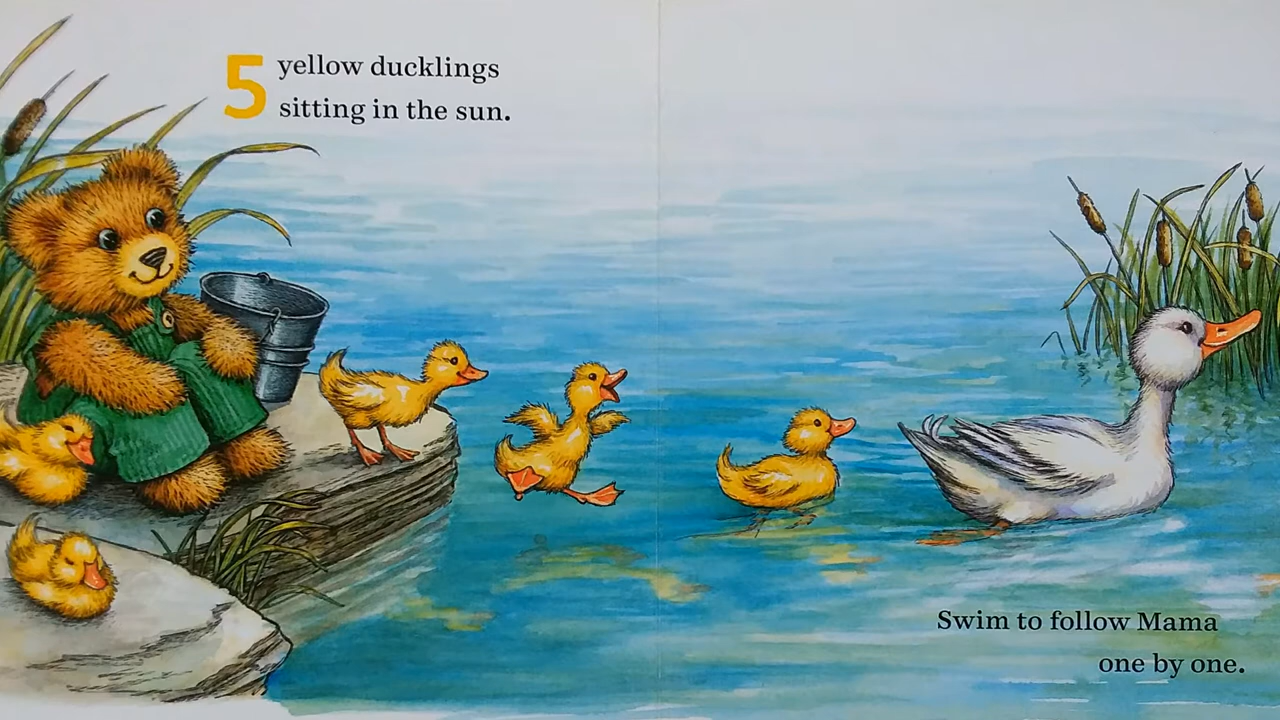 5 yellow ducklings
sitting in the sun.
Swim to follow Mama
one by one.